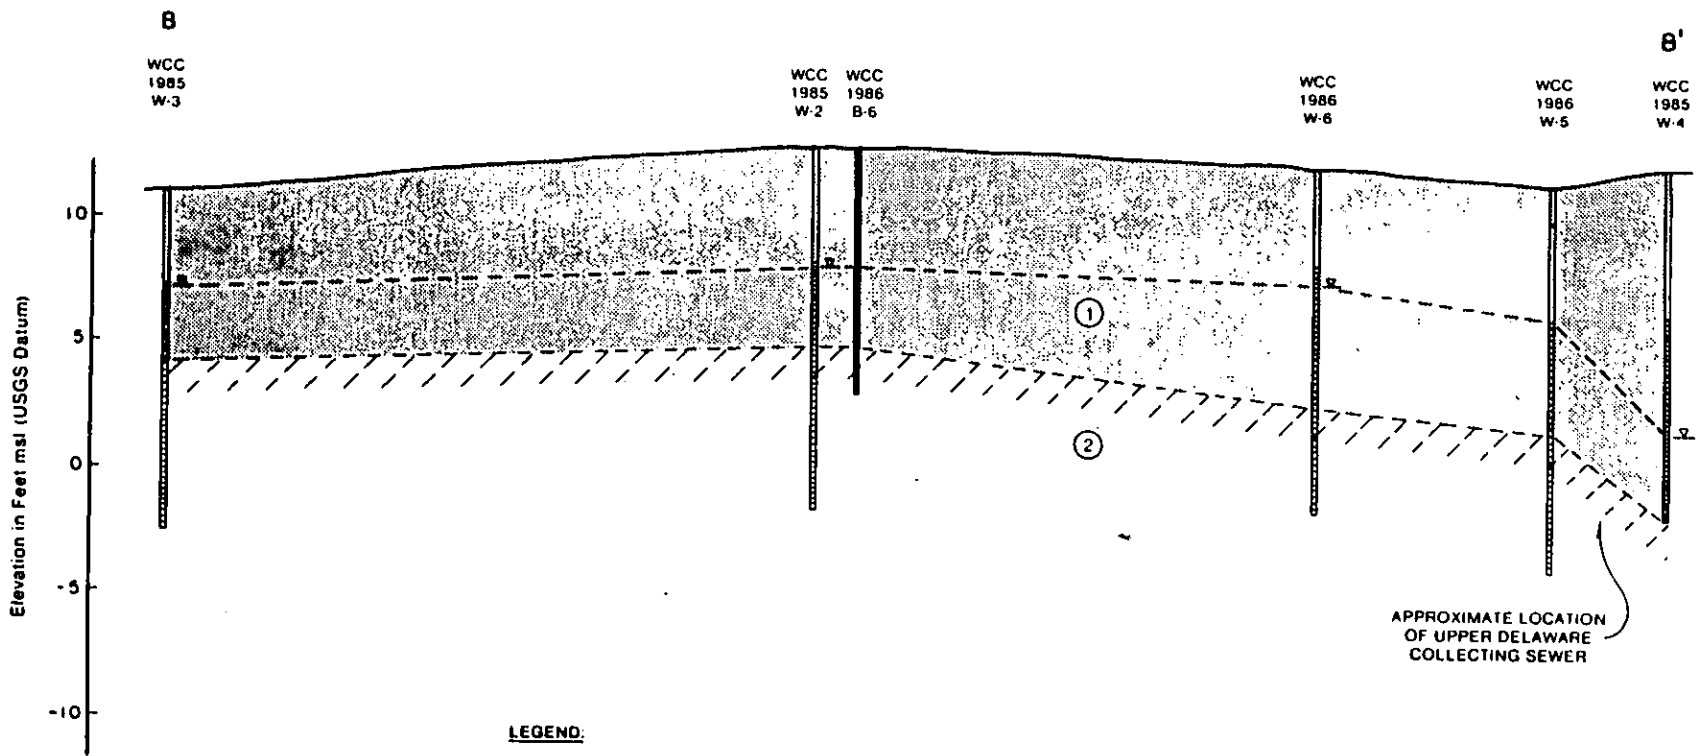 B
B'
WCC
1985
W-3
WCC
1985
W-2
WCC
1986
B-6
WCC
1986
W-6
WCC
1986
W-5
WCC
1985
W-4
Elevation in Feet msl (USGS Datum)
10
5
0
-5
-10
1
2
APPROXIMATE LOCATION
OF UPPER DELAWARE
COLLECTING SEWER
LEGEND: